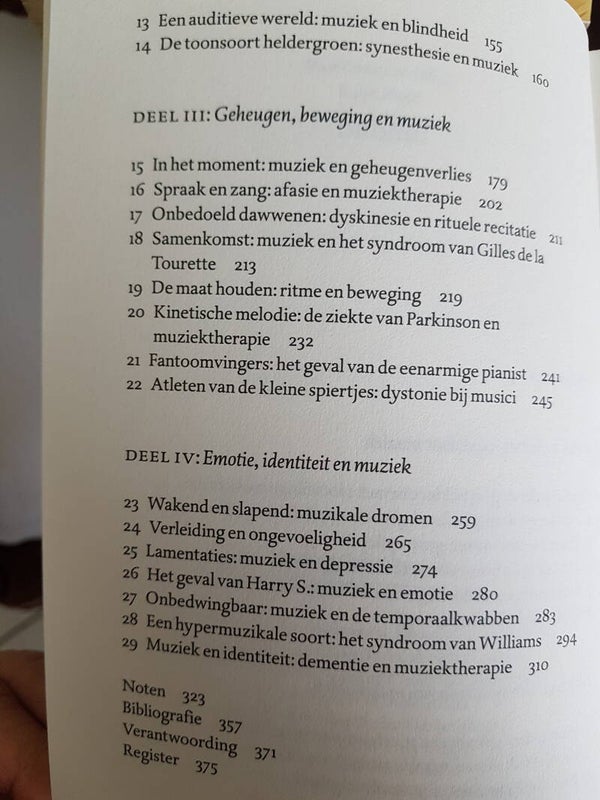 13 Een auditieve wereld: muziek en blindheid 155
14 De toonsoort heldergroen: synesthesie en muziek 160
DEEL III: Geheugen, beweging en muziek
15 In het moment: muziek en geheugenverlies 179
16 Spraak en zang: afasie en muziektherapie 202
17 Onbedoeld dawwenen: dyskinesie en rituele recitatie 211
18 Samenkomst: muziek en het syndroom van Gilles de la
Tourette 213
19 De maat houden: ritme en beweging 219
20 Kinetische melodie: de ziekte van Parkinson en
muziektherapie 232
21 Fantoomvingers: het geval van de eenarmige pianist 241
22 Atleten van de kleine spiertjes: dystonie bij musici 245
DEEL IV: Emotie, identiteit en muziek
23 Wakend en slapend: muzikale dromen 259
24 Verleiding en ongevoeligheid 265
25 Lamentaties: muziek en depressie 274
26 Het geval van Harry S.: muziek en emotie 280
27 Onbedwingbaar: muziek en de temporaalkwabben 283
28 Een hypermuzikale soort: het syndroom van Williams 294
29 Muziek en identiteit: dementie en muziektherapie 310
Noten 323
Bibliografie 357
Verantwoording 371
Register 375